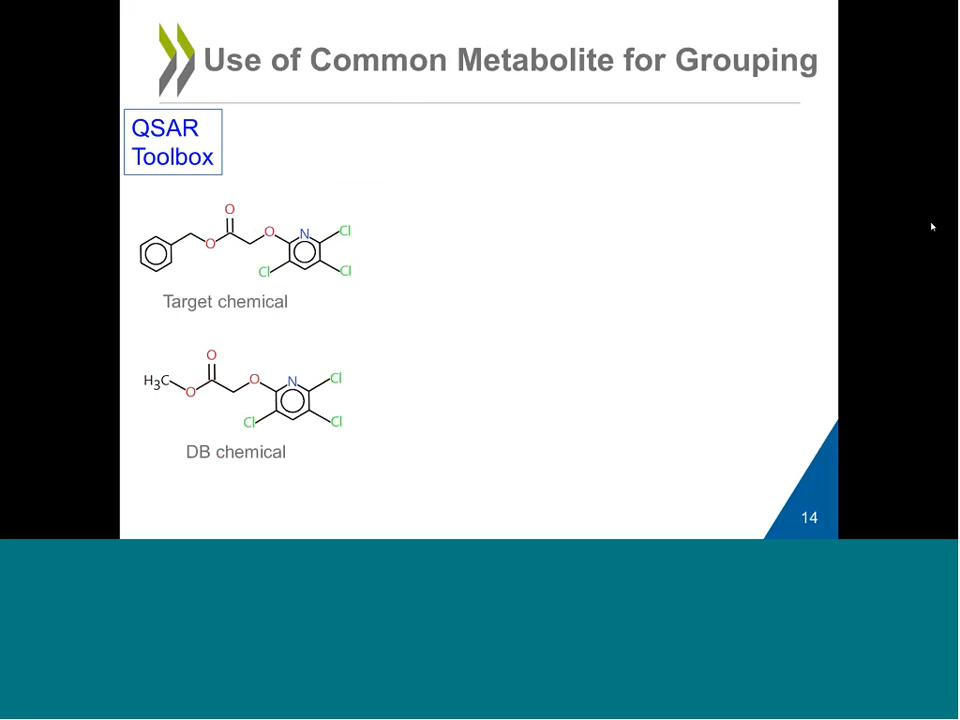 Use of Common Metabolite for Grouping
QSAR
Toolbox
O
O
O
N
Cl
Cl
Cl
Target chemical
O
H3C
O
O
N
Cl
Cl
Cl
DB chemical
14